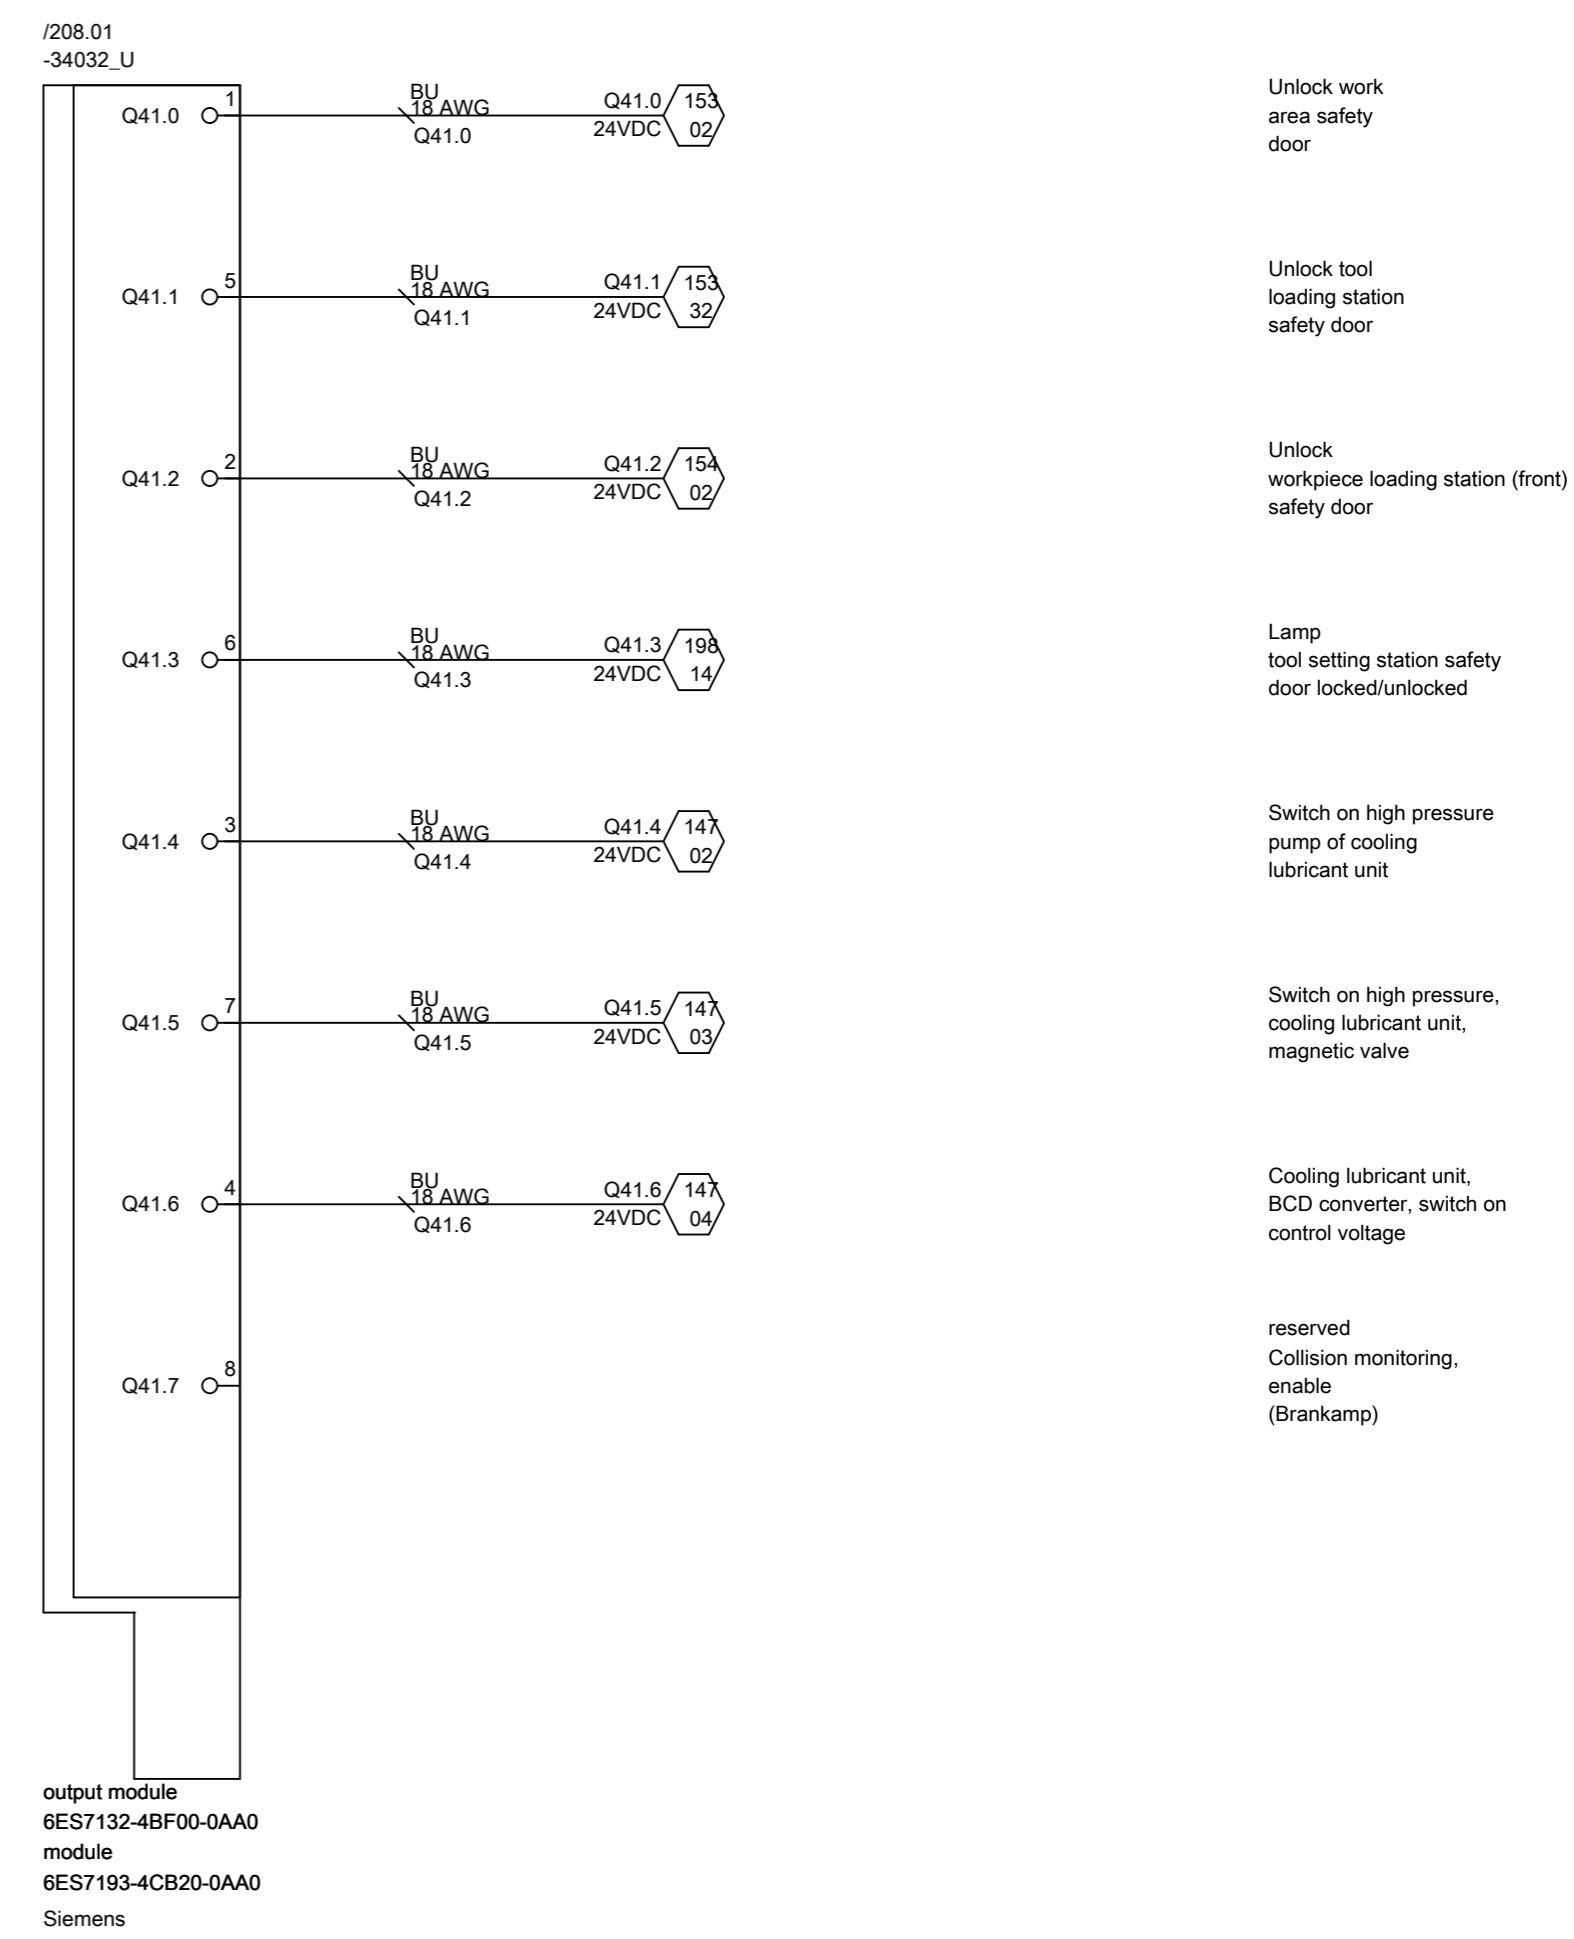 /208.01
-34032_U
Q41.0 1 BU Q41.0 153
18 AWG
Q41.0 24VDC 02
Unlock work
area safety
door
Q41.1 5 BU Q41.1 153
18 AWG
Q41.1 24VDC 32
Unlock tool
loading station
safety door
Q41.2 2 BU Q41.2 154
18 AWG
Q41.2 24VDC 02
Unlock
workpiece loading station (front)
safety door
Q41.3 6 BU Q41.3 198
18 AWG
Q41.3 24VDC 14
Lamp
tool setting station safety
door locked/unlocked
Q41.4 3 BU Q41.4 147
18 AWG
Q41.4 24VDC 02
Switch on high pressure
pump of cooling
lubricant unit
Q41.5 7 BU Q41.5 147
18 AWG
Q41.5 24VDC 03
Switch on high pressure,
cooling lubricant unit,
magnetic valve
Q41.6 4 BU Q41.6 147
18 AWG
Q41.6 24VDC 04
Cooling lubricant unit,
BCD converter, switch on
control voltage
Q41.7 8
reserved
Collision monitoring,
enable
(Brankamp)
output module
6ES7132-4BF00-0AA0
module
6ES7193-4CB20-0AA0
Siemens